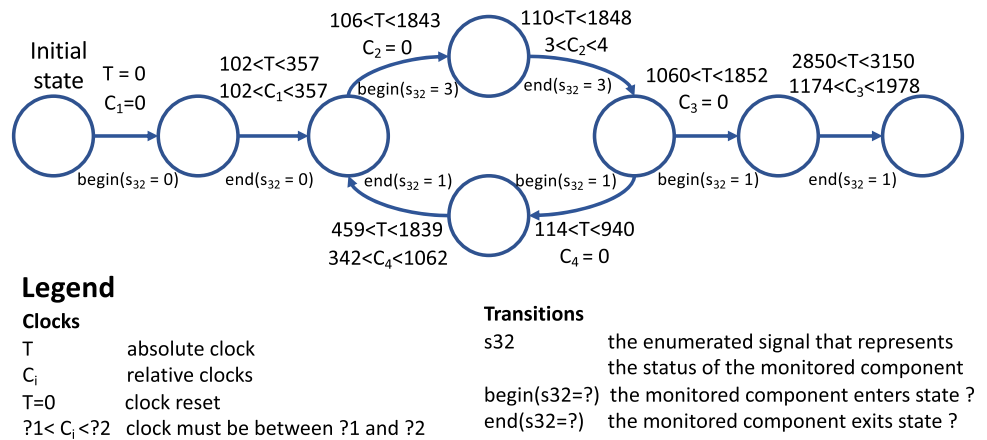 Initial
state
T = 0
C₁=0
begin(s₃₂ = 0)
102<T<357
102<C₁<357
end(s₃₂ = 0)
106<T<1843
C₂ = 0
begin(s₃₂ = 3)
110<T<1848
3<C₂<4
end(s₃₂ = 3)
1060<T<1852
C₃ = 0
begin(s₃₂ = 1)
2850<T<3150
1174<C₃<1978
end(s₃₂ = 1)
end(s₃₂ = 1)
459<T<1839
342<C₄<1062
begin(s₃₂ = 1)
114<T<940
C₄ = 0
Legend
Clocks
T absolute clock
Cᵢ relative clocks
T=0 clock reset
?1< Cᵢ <?2 clock must be between ?1 and ?2
Transitions
s32 the enumerated signal that represents
the status of the monitored component
begin(s32=?) the monitored component enters state ?
end(s32=?) the monitored component exits state ?